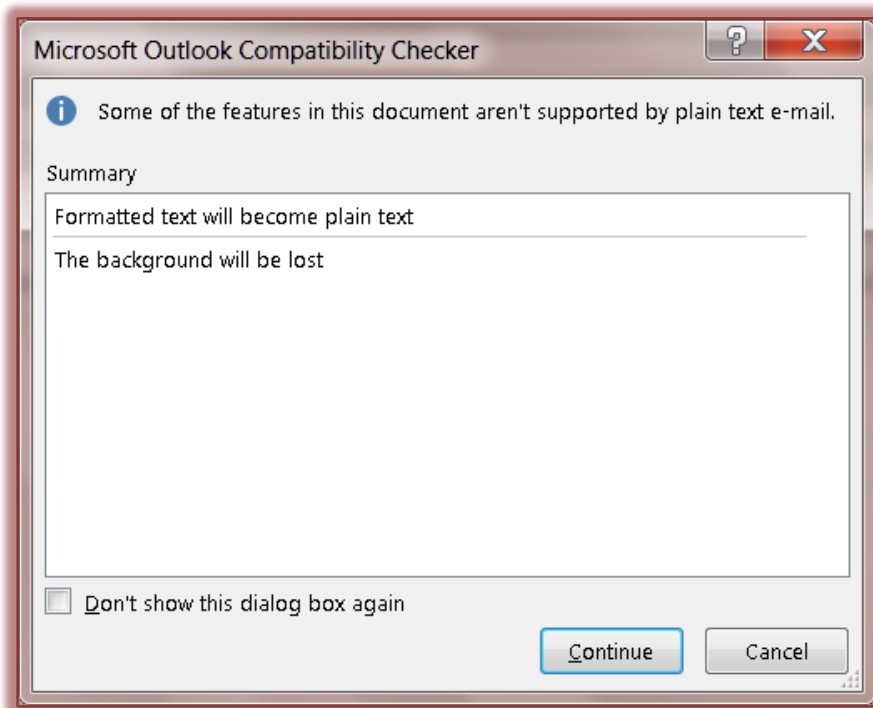 Microsoft Outlook Compatibility Checker
Some of the features in this document aren't supported by plain text e-mail.
Summary
Formatted text will become plain text
The background will be lost
Don't show this dialog box again
Continue Cancel